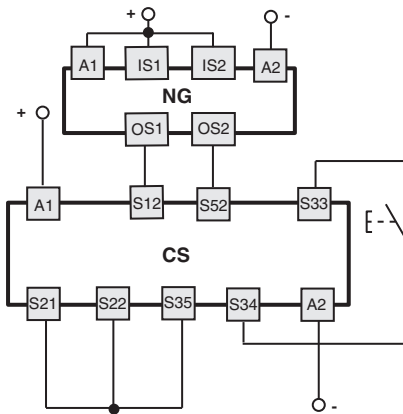 + -
A1 IS1 IS2 A2
NG
OS1 OS2
+
A1 S12 S52 S33
CS
S21 S22 S35 S34 A2
-